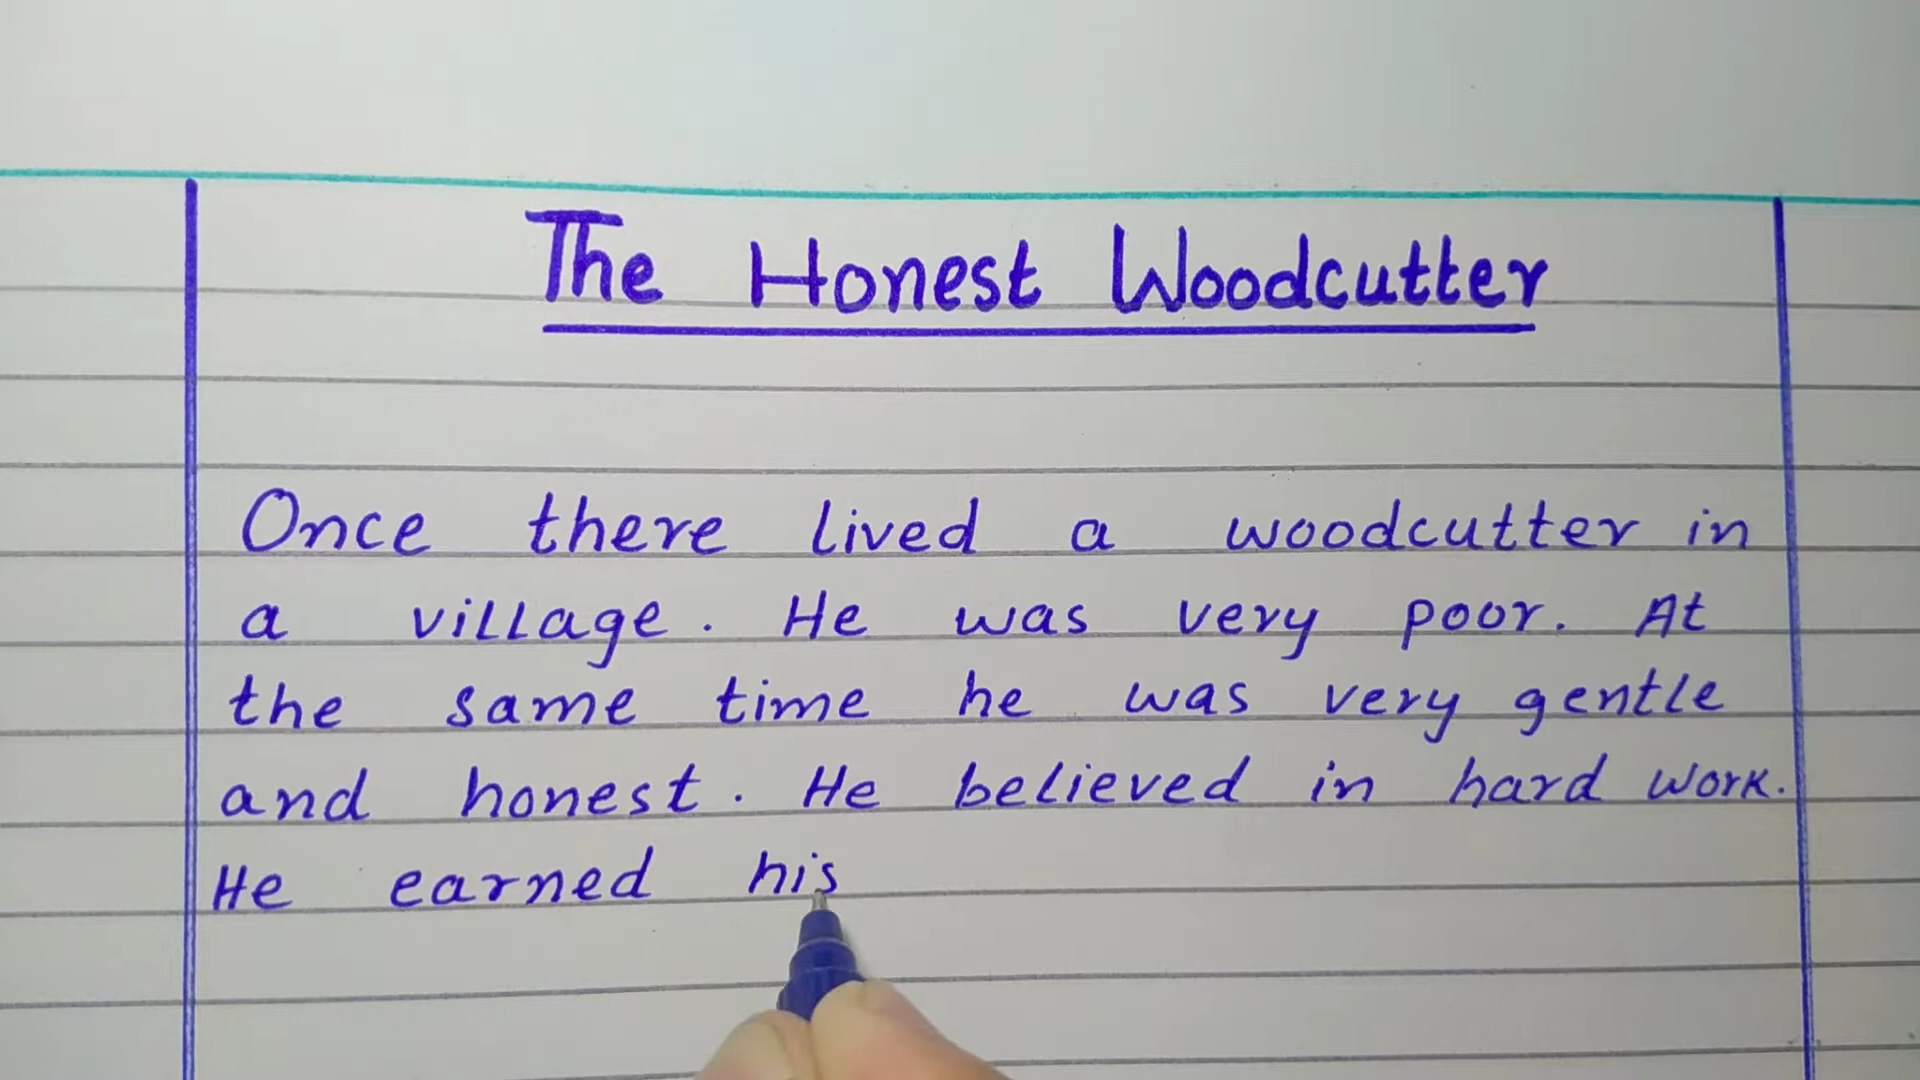 The Honest Woodcutter
Once there lived a woodcutter in
a village. He was very poor. At
the same time he was very gentle
and honest. He believed in hard work.
He earned his